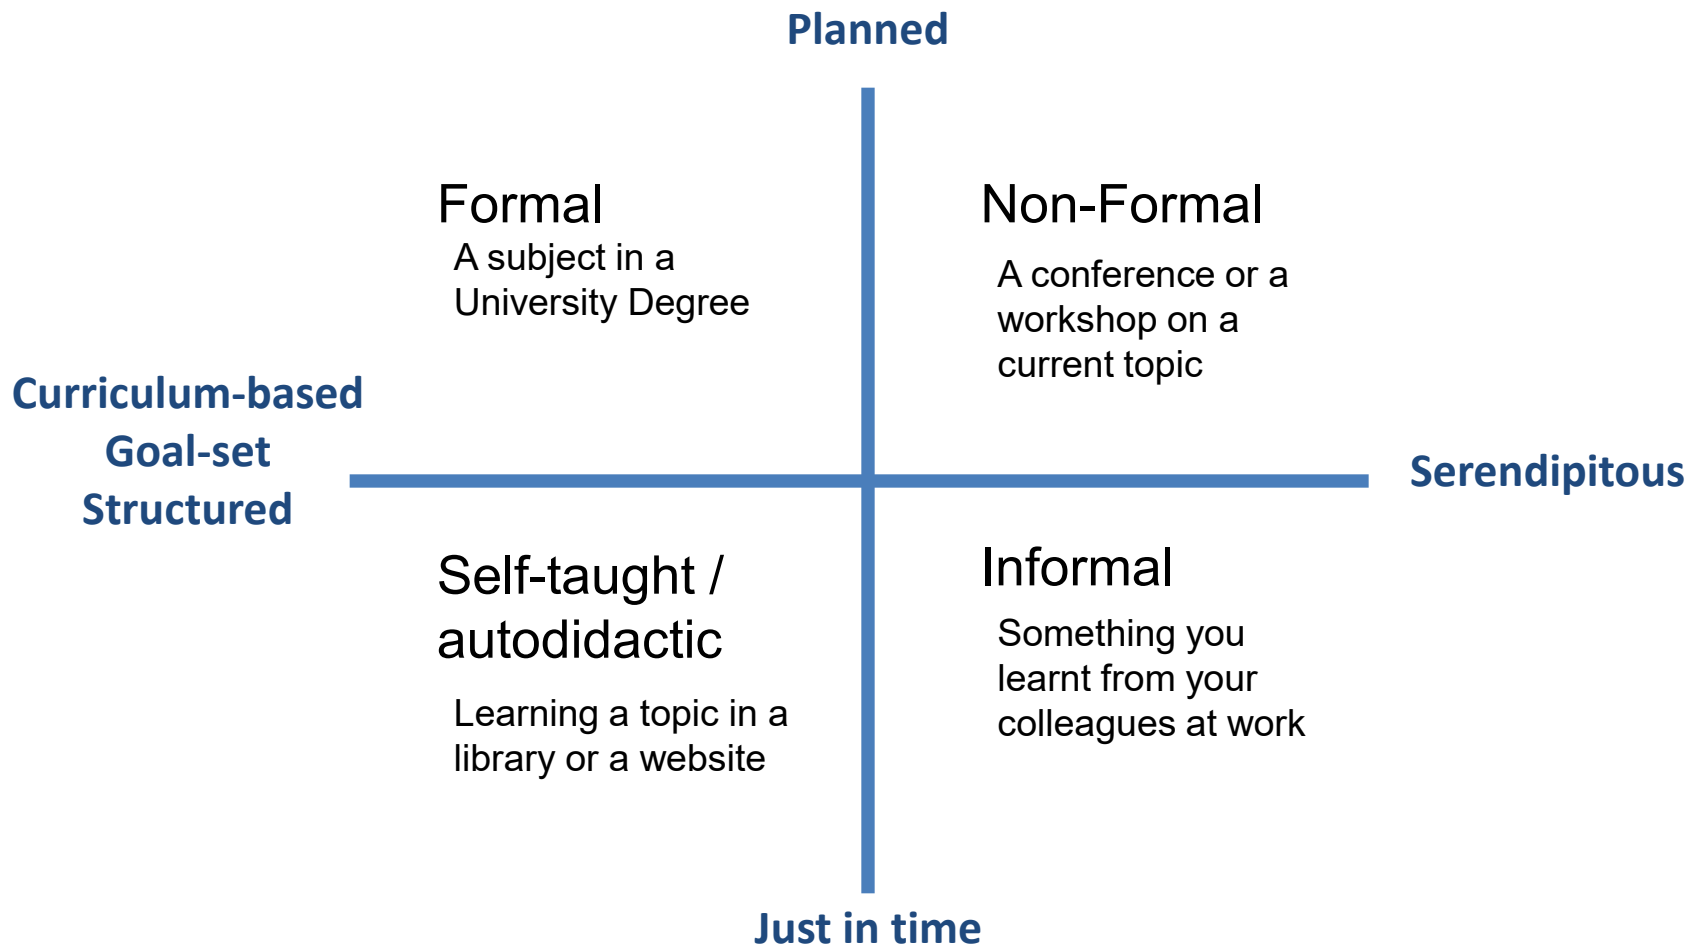 Planned
Formal
A subject in a
University Degree
Non-Formal
A conference or a
workshop on a
current topic
Curriculum-based
Goal-set
Structured
Serendipitous
Self-taught /
autodidactic
Learning a topic in a
library or a website
Informal
Something you
learnt from your
colleagues at work
Just in time